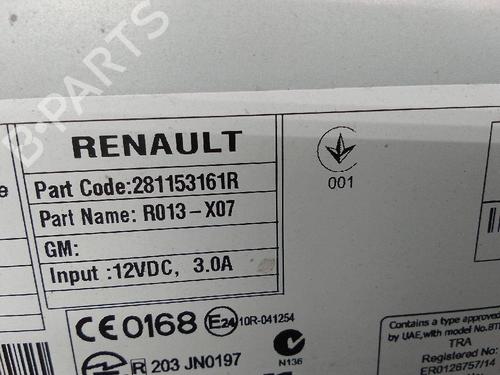 B-PARTS
RENAULT
Part Code:281153161R
Part Name: R013-X07
GM:
Input :12VDC, 3.0A
001
CE0168 E24 10R-041254
N136
R 203 JN0197
Contains a type approved
by UAE, with model No.BT
TRA
Registered No:
ER0126757/14